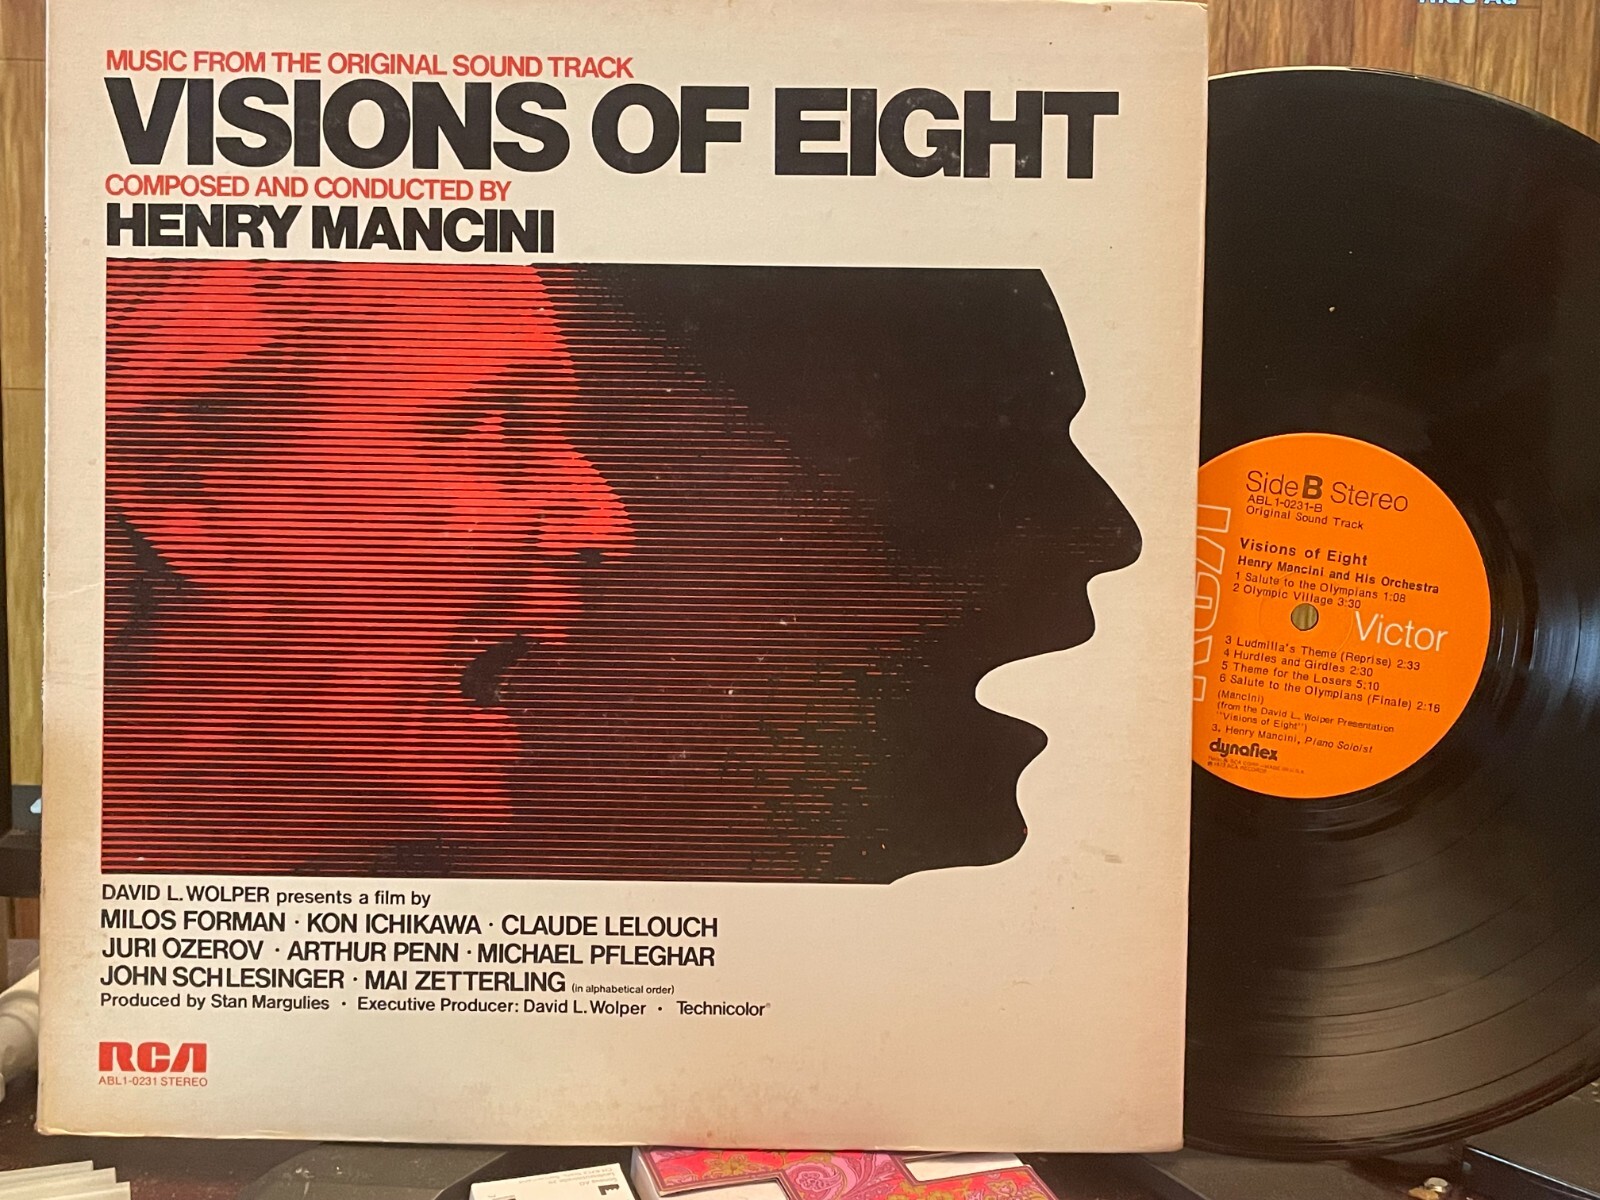 MUSIC FROM THE ORIGINAL SOUND TRACK
VISIONS OF EIGHT
COMPOSED AND CONDUCTED BY
HENRY MANCINI
DAVID L. WOLPER presents a film by
MILOS FORMAN · KON ICHIKAWA · CLAUDE LELOUCH
JURI OZEROV · ARTHUR PENN · MICHAEL PFLEGHAR
JOHN SCHLESINGER · MAI ZETTERLING (in alphabetical order)
Produced by Stan Margulies · Executive Producer: David L. Wolper · Technicolor®
RCA
ABL1-0231 STEREO
Side B Stereo
ABL1-0231-B
Original Sound Track
Visions of Eight
Henry Mancini and His Orchestra
1 Salute to the Olympians 1:08
2 Olympic Village 3:30
RCA Victor
3 Ludmilla's Theme (Reprise) 2:33
4 Hurdles and Girdles 2:30
5 Theme for the Losers 5:10
6 Salute to the Olympians (Finale) 2:16
(Mancini)
(from the David L. Wolper Presentation
"Visions of Eight")
3. Henry Mancini, Piano Soloist
dynaflex